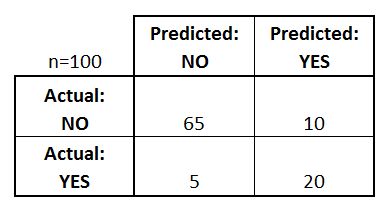 Predicted: Predicted:
n=100 NO YES
Actual:
NO 65 10
Actual:
YES 5 20